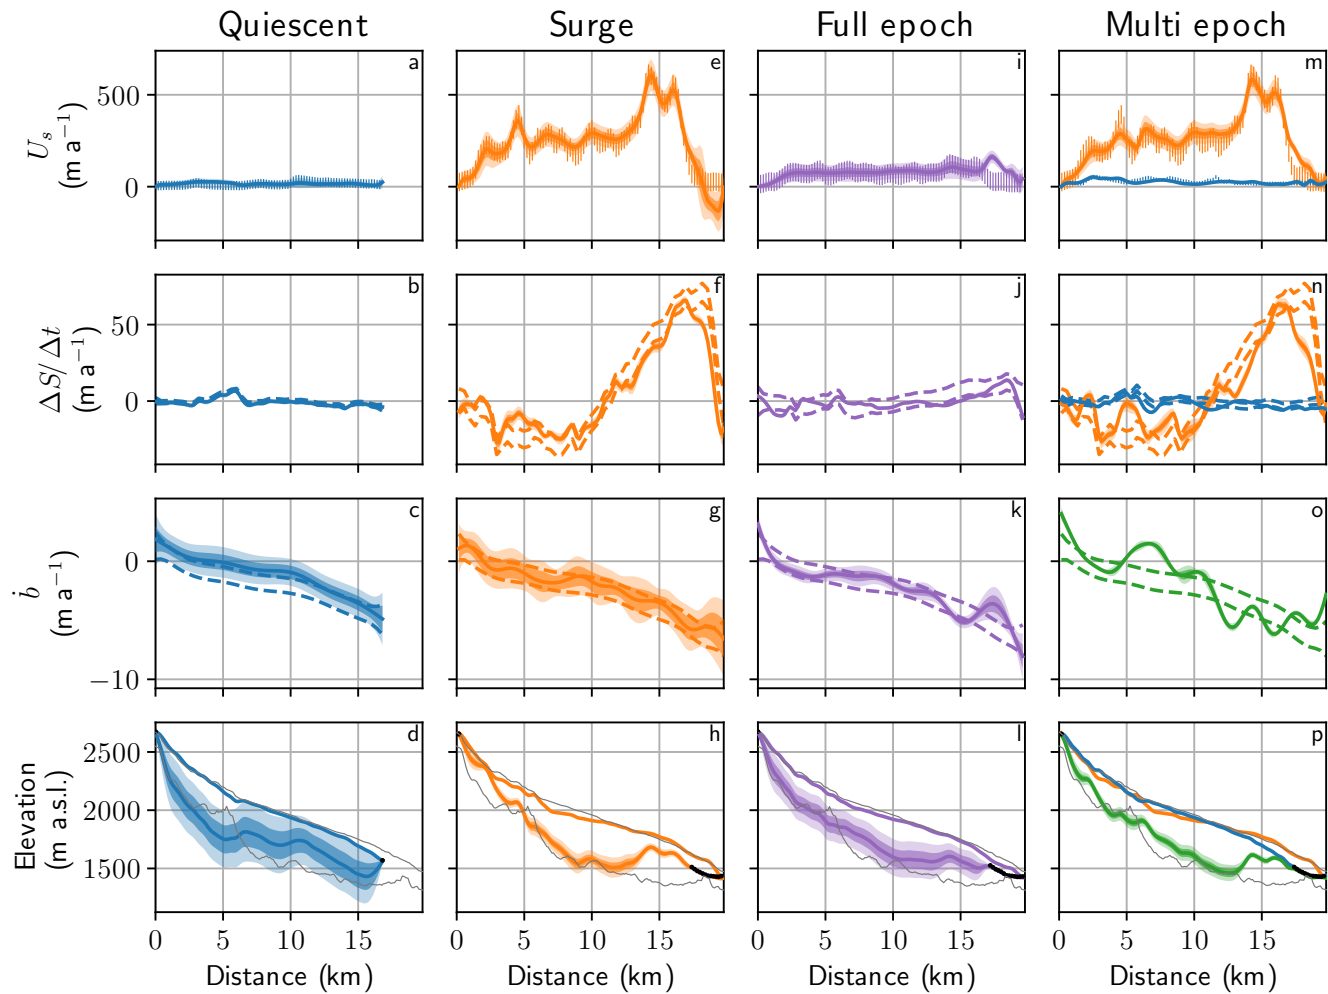 Quiescent Surge Full epoch Multi epoch
a e i m
500
0
U_s
(m a⁻¹)
b f j n
50
0
ΔS/Δt
(m a⁻¹)
c g k o
0
−10
ḃ
(m a⁻¹)
d h l p
2500
2000
1500
Elevation
(m a.s.l.)
0 5 10 15 0 5 10 15 0 5 10 15 0 5 10 15
Distance (km) Distance (km) Distance (km) Distance (km)